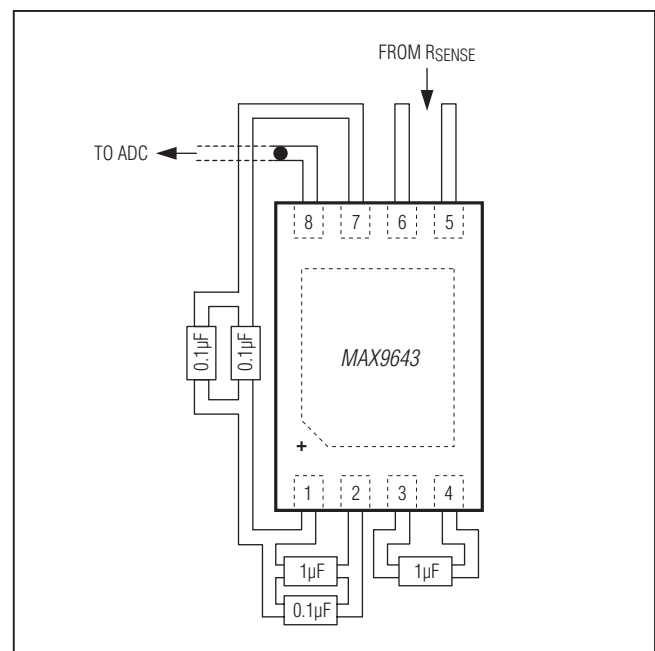 FROM RSENSE
TO ADC
8 7 6 5
0.1µF 0.1µF
MAX9643
+
1 2 3 4
1µF 1µF
0.1µF